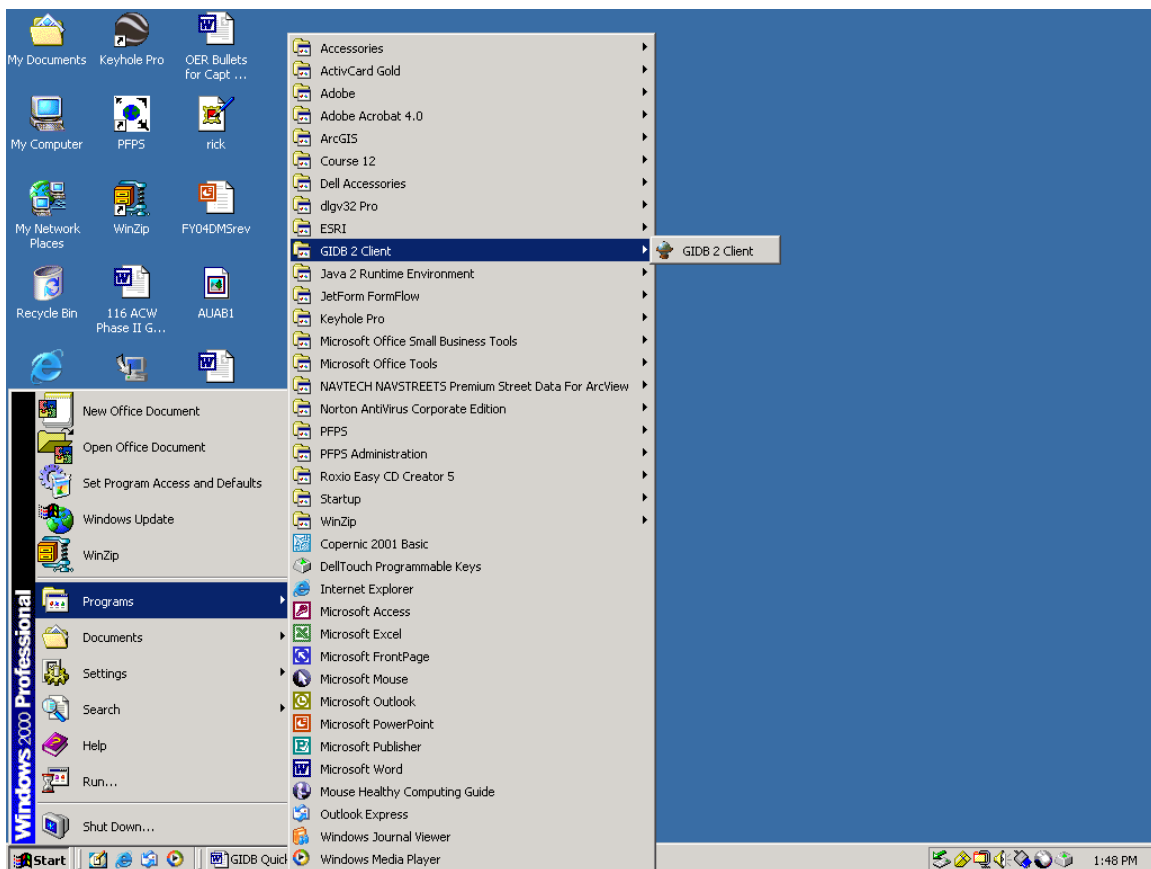 My Documents
Keyhole Pro
OER Bullets
for Capt ...
My Computer
PFPS
rick
My Network
Places
WinZip
FY04DMSrev
Recycle Bin
116 ACW
Phase II G...
AUAB1
New Office Document
Open Office Document
Set Program Access and Defaults
Windows Update
WinZip
Programs
Documents
Settings
Search
Help
Run...
Shut Down...
Windows 2000 Professional
Accessories
ActivCard Gold
Adobe
Adobe Acrobat 4.0
ArcGIS
Course 12
Dell Accessories
dlgv32 Pro
ESRI
GIDB 2 Client
GIDB 2 Client
Java 2 Runtime Environment
JetForm FormFlow
Keyhole Pro
Microsoft Office Small Business Tools
Microsoft Office Tools
NAVTECH NAVSTREETS Premium Street Data For ArcView
Norton AntiVirus Corporate Edition
PFPS
PFPS Administration
Roxio Easy CD Creator 5
Startup
WinZip
Copernic 2001 Basic
DellTouch Programmable Keys
Internet Explorer
Microsoft Access
Microsoft Excel
Microsoft FrontPage
Microsoft Mouse
Microsoft Outlook
Microsoft PowerPoint
Microsoft Publisher
Microsoft Word
Mouse Healthy Computing Guide
Outlook Express
Windows Journal Viewer
Windows Media Player
Start
GIDB Quick
1:48 PM